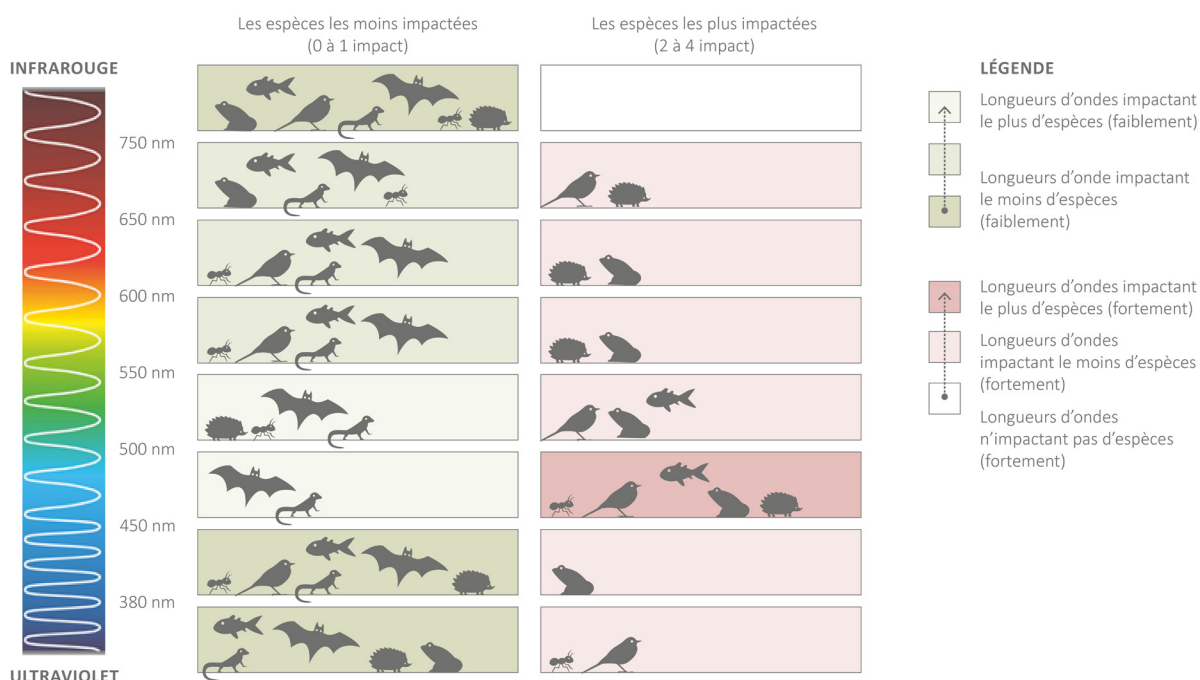 Les espèces les moins impactées
(0 à 1 impact)
Les espèces les plus impactées
(2 à 4 impact)
INFRAROUGE
750 nm
650 nm
600 nm
550 nm
500 nm
450 nm
380 nm
ULTRAVIOLET
LÉGENDE
Longueurs d'ondes impactant
le plus d'espèces (faiblement)
Longueurs d'onde impactant
le moins d'espèces
(faiblement)
Longueurs d'ondes impactant
le plus d'espèces (fortement)
Longueurs d'ondes
impactant le moins d'espèces
(fortement)
Longueurs d'ondes
n'impactant pas d'espèces
(fortement)